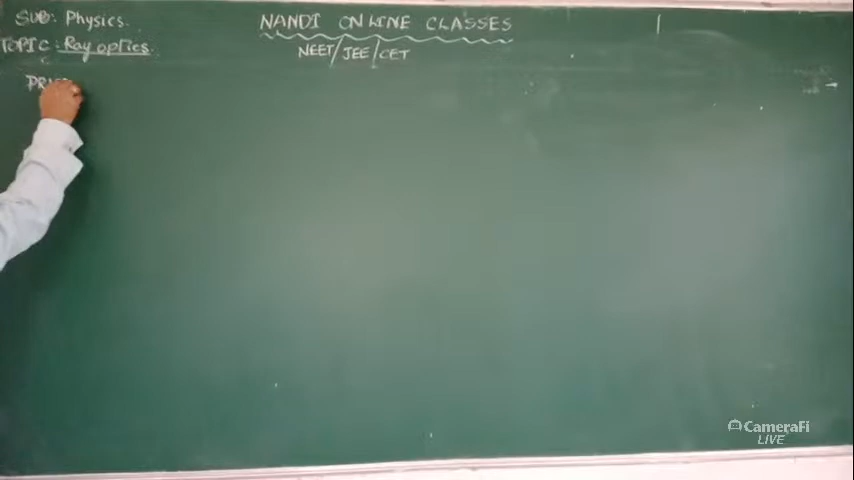 SUB: Physics.
NANDI ONLINE CLASSES
TOPIC: Ray optics.
NEET/JEE/CET
CameraFi
LIVE